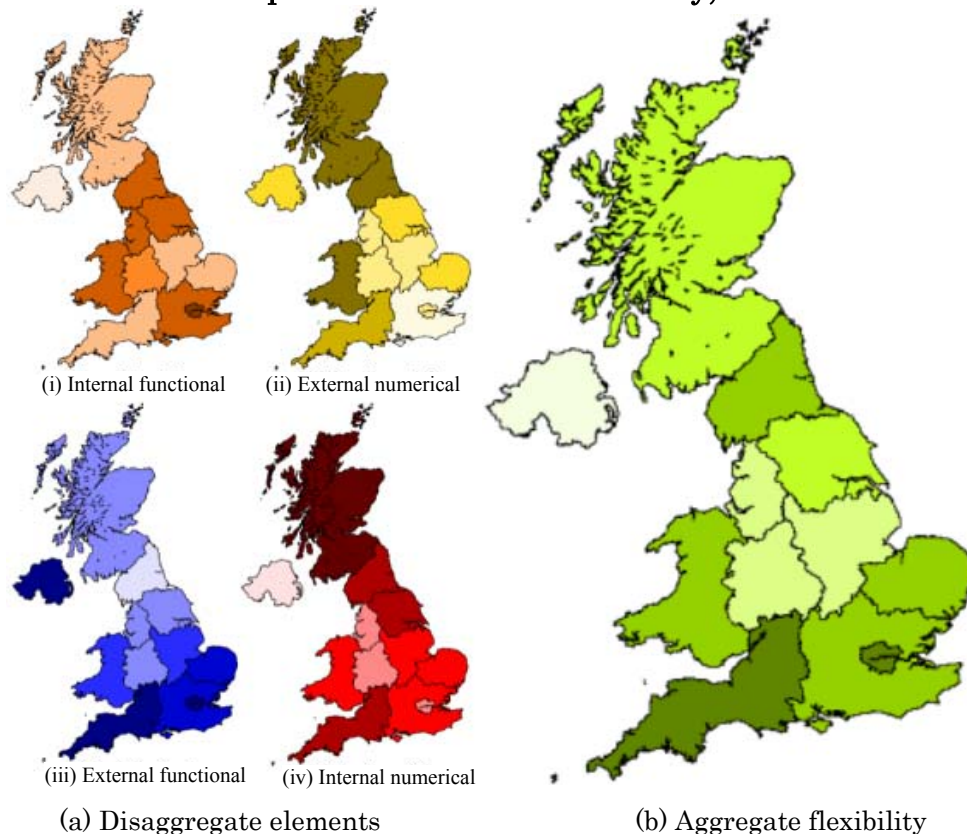 (i) Internal functional
(ii) External numerical
(iii) External functional
(iv) Internal numerical
(a) Disaggregate elements
(b) Aggregate flexibility